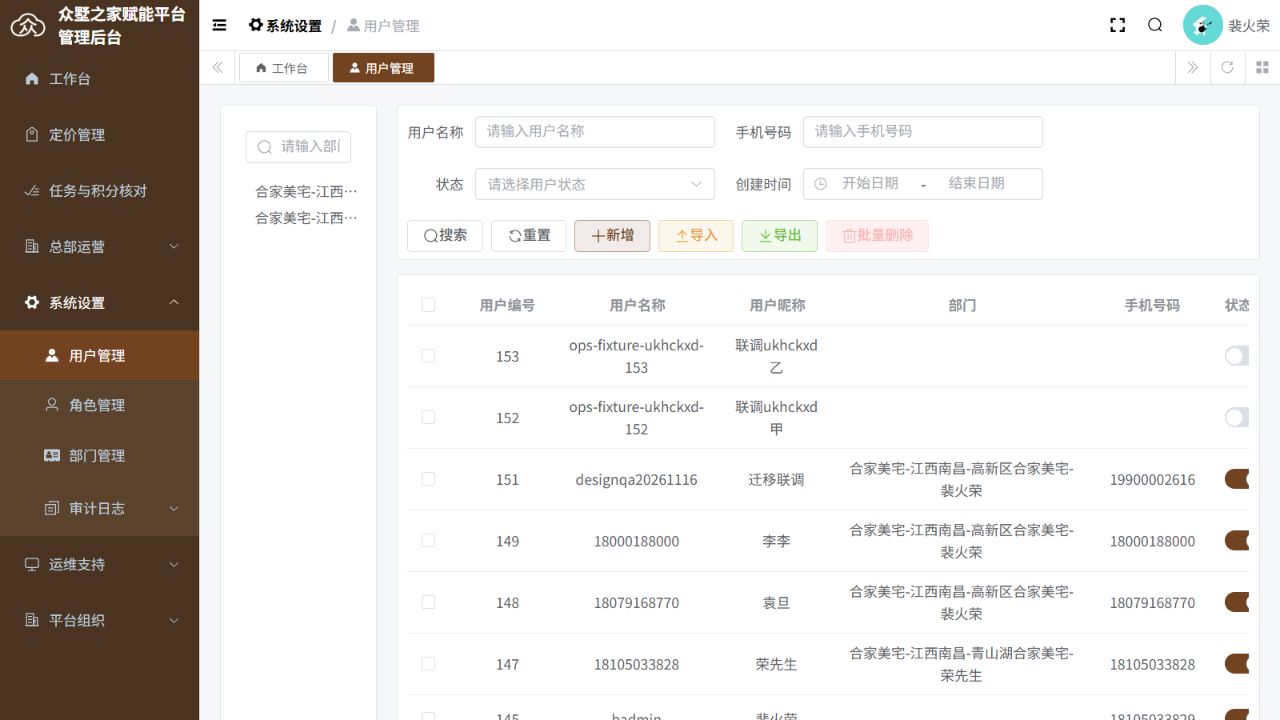 众墅之家赋能平台
管理后台
系统设置 / 用户管理
裴火荣
工作台
用户管理
工作台
定价管理
任务与积分核对
总部运营
系统设置
用户管理
角色管理
部门管理
审计日志
运维支持
平台组织
请输入部门
合家美宅-江西…
合家美宅-江西…
用户名称 请输入用户名称 手机号码 请输入手机号码
状态 请选择用户状态 创建时间 开始日期 - 结束日期
搜索 重置 新增 导入 导出 批量删除
用户编号 用户名称 用户昵称 部门 手机号码 状态
153 ops-fixture-ukhckxd-153 联调ukhckxd乙
152 ops-fixture-ukhckxd-152 联调ukhckxd甲
151 designqa20261116 迁移联调 合家美宅-江西南昌-高新区合家美宅-裴火荣 19900002616
149 18000188000 李李 合家美宅-江西南昌-高新区合家美宅-裴火荣 18000188000
148 18079168770 袁旦 合家美宅-江西南昌-高新区合家美宅-裴火荣 18079168770
147 18105033828 荣先生 合家美宅-江西南昌-青山湖合家美宅-荣先生 18105033828
145 hadmin 裴火荣 18105033828